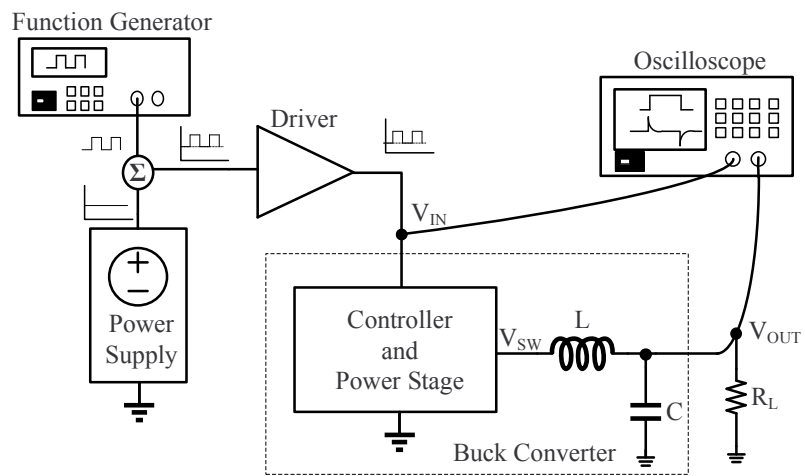 Function Generator
Oscilloscope
Driver
Σ
V_IN
Power
Supply
Controller
and
Power Stage
V_SW
L
V_OUT
C
R_L
Buck Converter